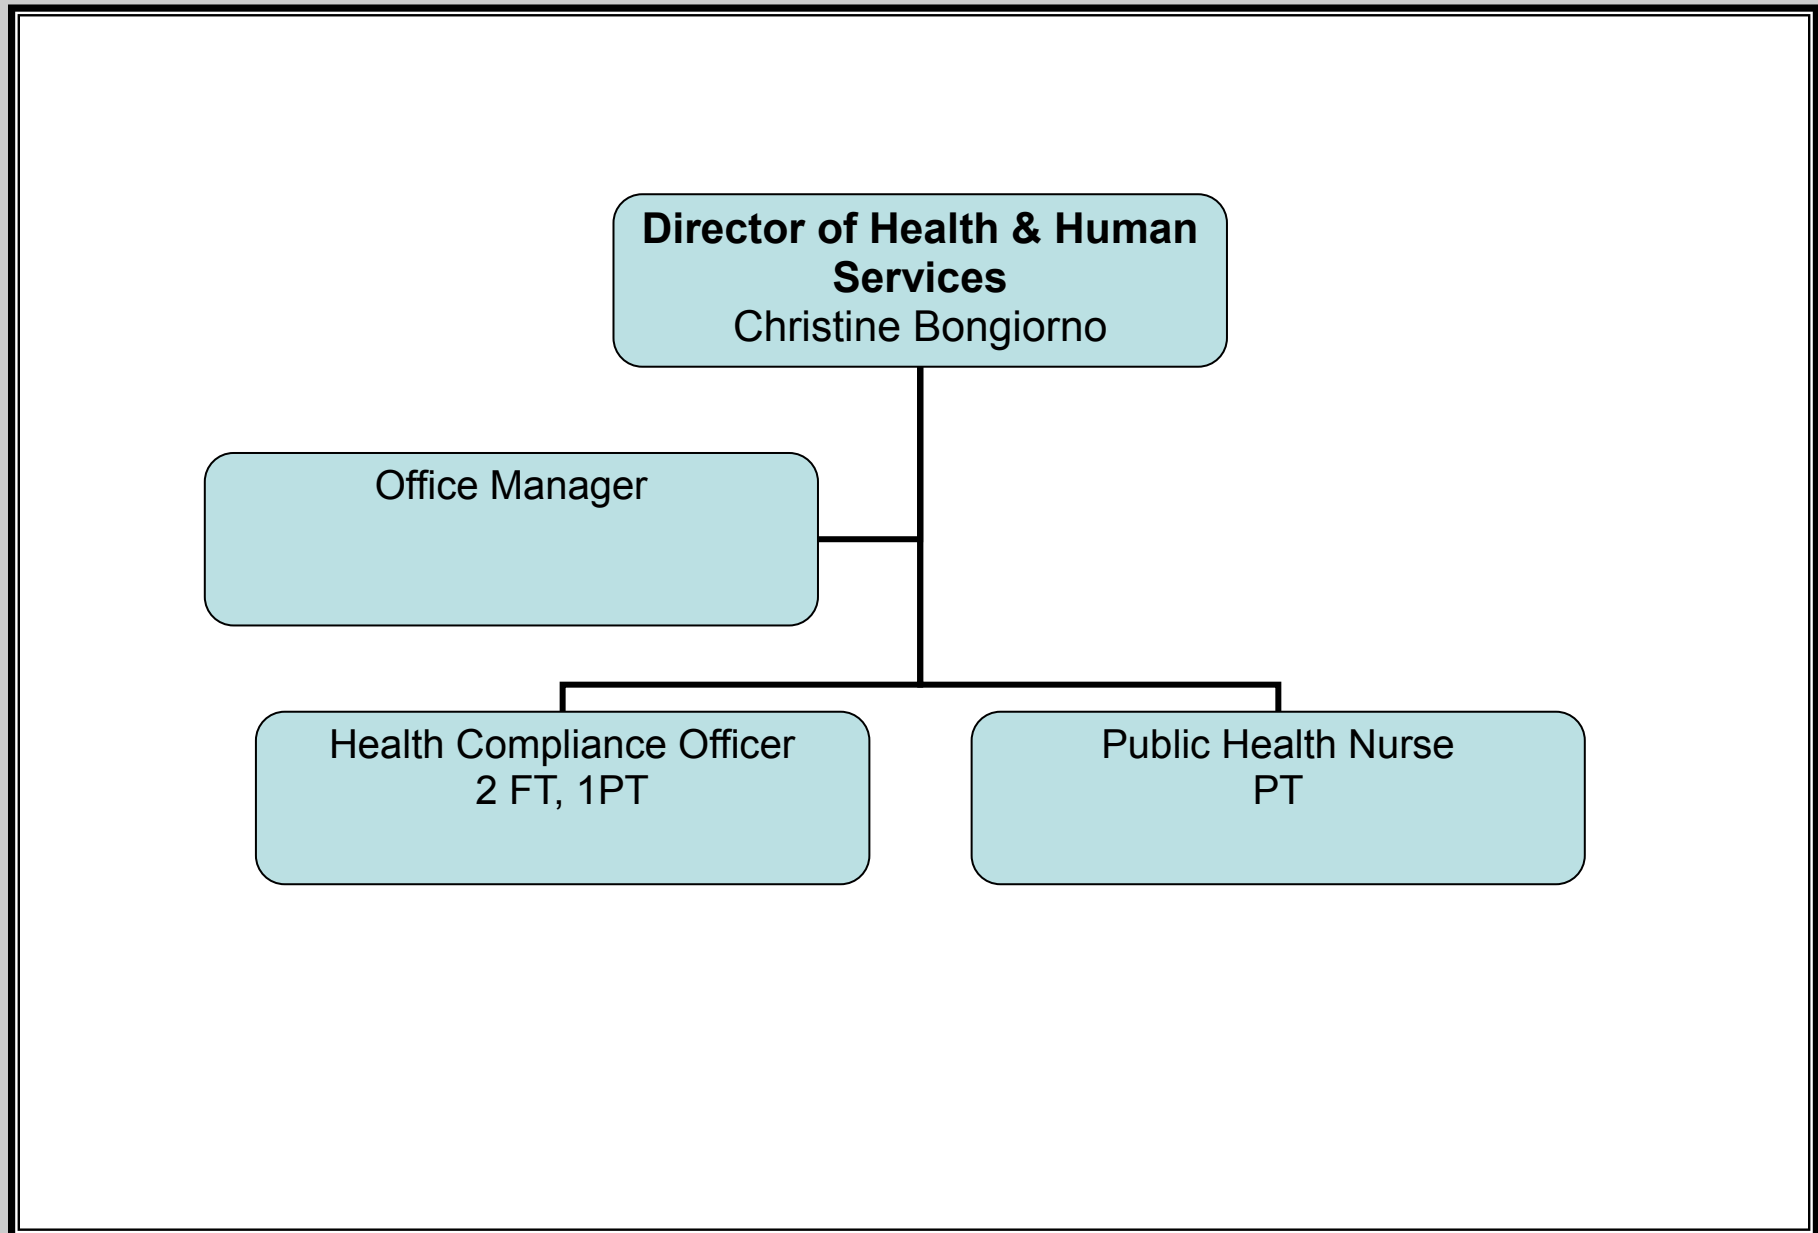 Director of Health & Human
Services
Christine Bongiorno
Office Manager
Health Compliance Officer
2 FT, 1PT
Public Health Nurse
PT